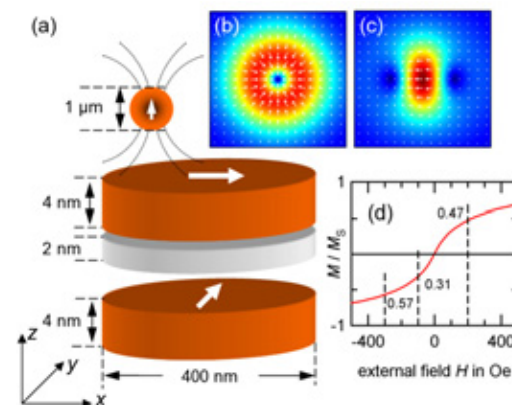 (a)
(b)
(c)
1 µm
4 nm
2 nm
4 nm
400 nm
z
y
x
(d)
M / M_S
1
0
-1
0.47
0.31
0.57
-400
0
400
external field H in Oe